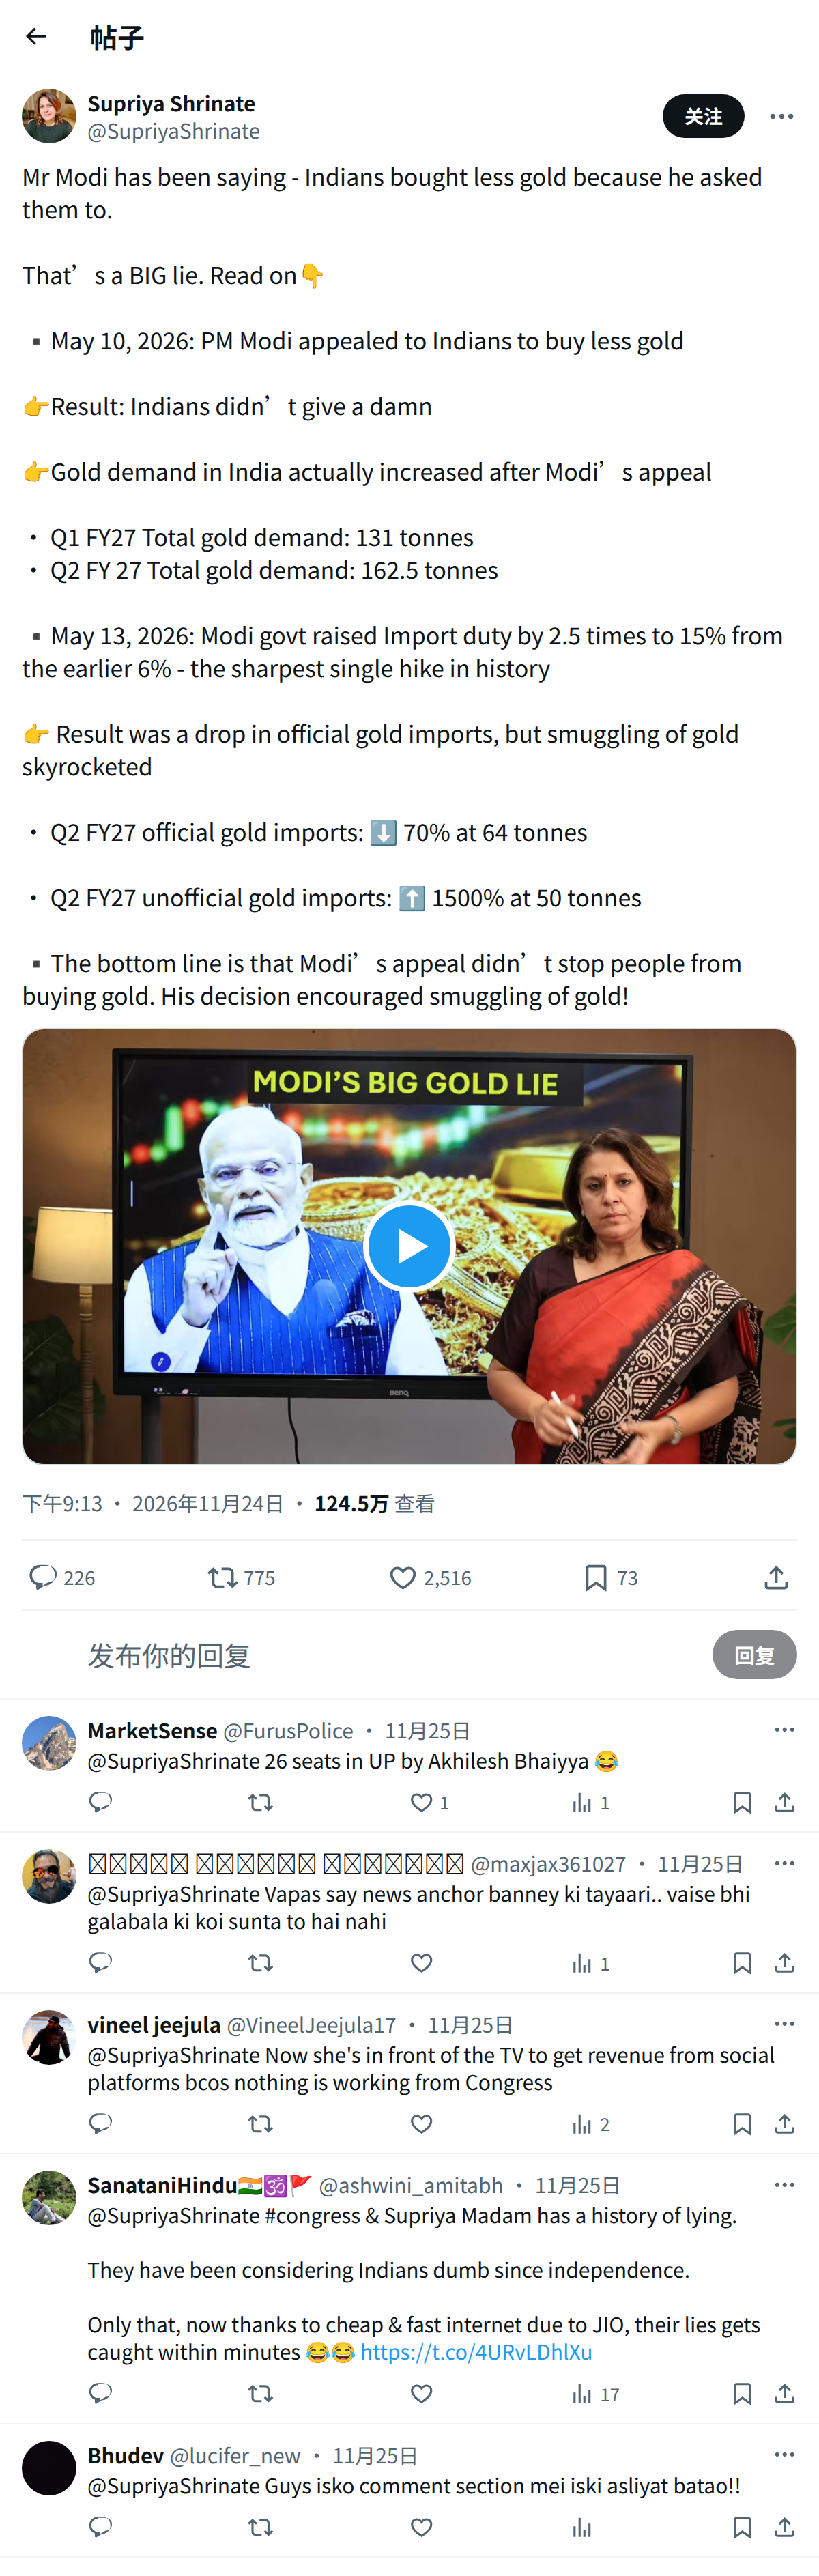 帖子
Supriya Shrinate
@SupriyaShrinate
关注
Mr Modi has been saying - Indians bought less gold because he asked
them to.
That’s a BIG lie. Read on👇
▪️May 10, 2026: PM Modi appealed to Indians to buy less gold
👉Result: Indians didn’t give a damn
👉Gold demand in India actually increased after Modi’s appeal
• Q1 FY27 Total gold demand: 131 tonnes
• Q2 FY 27 Total gold demand: 162.5 tonnes
▪️May 13, 2026: Modi govt raised Import duty by 2.5 times to 15% from
the earlier 6% - the sharpest single hike in history
👉 Result was a drop in official gold imports, but smuggling of gold
skyrocketed
• Q2 FY27 official gold imports: ⬇️ 70% at 64 tonnes
• Q2 FY27 unofficial gold imports: ⬆️ 1500% at 50 tonnes
▪️The bottom line is that Modi’s appeal didn’t stop people from
buying gold. His decision encouraged smuggling of gold!
MODI’S BIG GOLD LIE
BenQ
下午9:13 · 2026年11月24日 · 124.5万 查看
226 775 2,516 73
发布你的回复
回复
MarketSense @FurusPolice · 11月25日
@SupriyaShrinate 26 seats in UP by Akhilesh Bhaiyya 😂
1 1
@maxjax361027 · 11月25日
@SupriyaShrinate Vapas say news anchor banney ki tayaari.. vaise bhi
galabala ki koi sunta to hai nahi
1
vineel jeejula @VineelJeejula17 · 11月25日
@SupriyaShrinate Now she's in front of the TV to get revenue from social
platforms bcos nothing is working from Congress
2
SanataniHindu🇮🇳🕉️🚩 @ashwini_amitabh · 11月25日
@SupriyaShrinate #congress & Supriya Madam has a history of lying.
They have been considering Indians dumb since independence.
Only that, now thanks to cheap & fast internet due to JIO, their lies gets
caught within minutes 😂😂 https://t.co/4URvLDhlXu
17
Bhudev @lucifer_new · 11月25日
@SupriyaShrinate Guys isko comment section mei iski asliyat batao!!